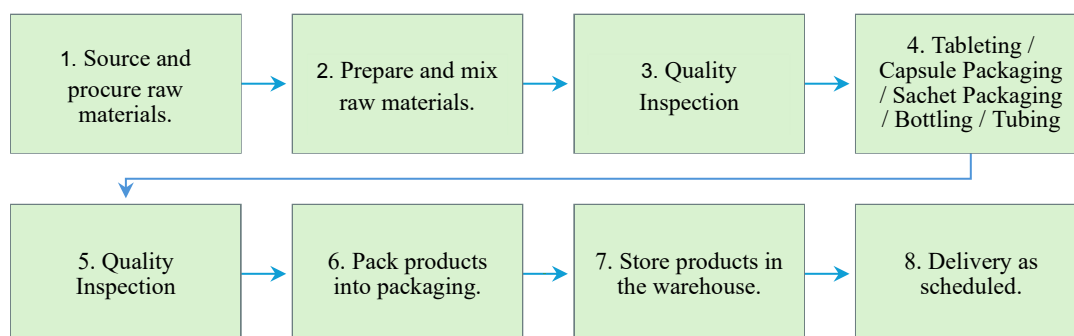 1. Source and
procure raw
materials.
2. Prepare and mix
raw materials.
3. Quality
Inspection
4. Tableting /
Capsule Packaging
/ Sachet Packaging
/ Bottling / Tubing
5. Quality
Inspection
6. Pack products
into packaging.
7. Store products in
the warehouse.
8. Delivery as
scheduled.